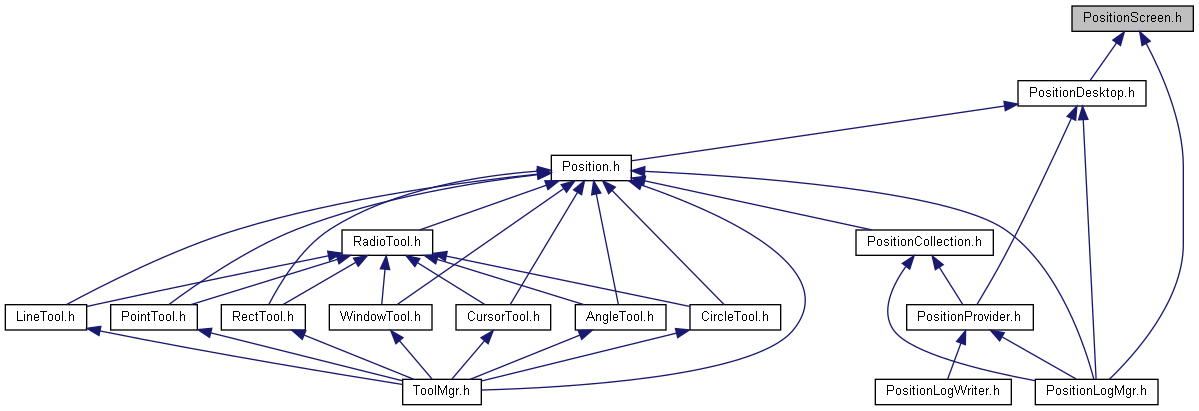 PositionScreen.h
PositionDesktop.h
Position.h
RadioTool.h
PositionCollection.h
LineTool.h
PointTool.h
RectTool.h
WindowTool.h
CursorTool.h
AngleTool.h
CircleTool.h
PositionProvider.h
ToolMgr.h
PositionLogWriter.h
PositionLogMgr.h